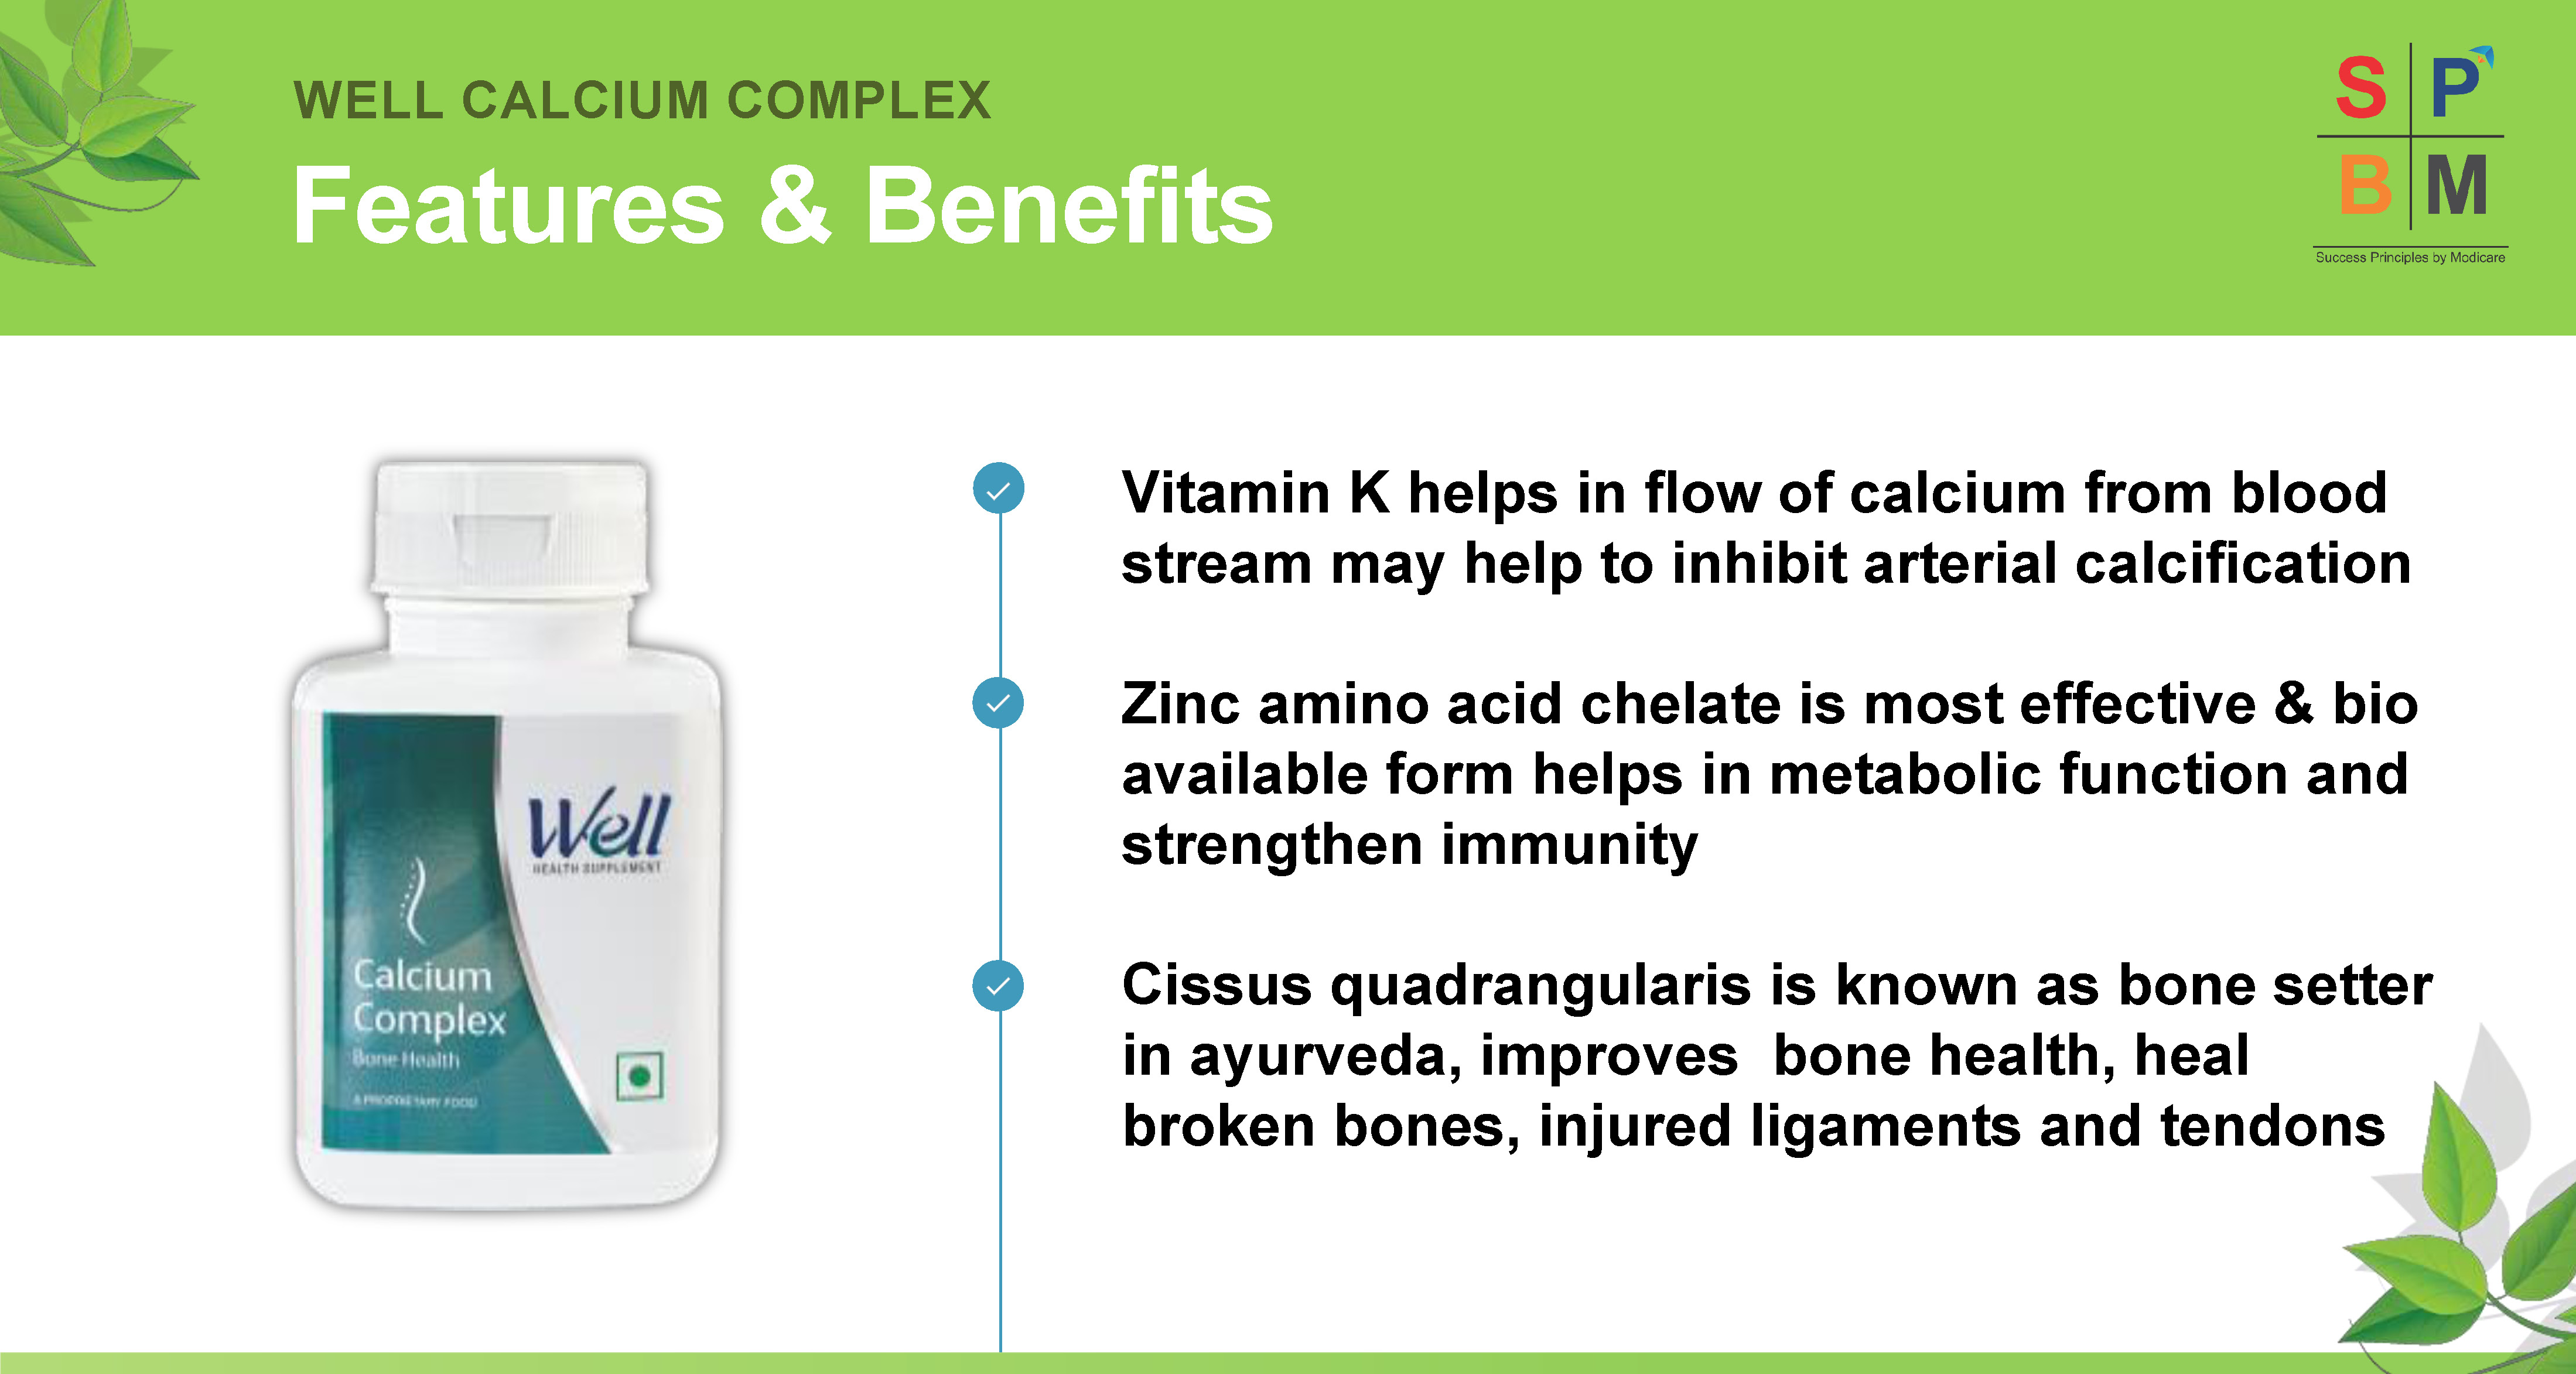 WELL CALCIUM COMPLEX
Features & Benefits
S P
B M
Success Principles by Modicare
Vitamin K helps in flow of calcium from blood
stream may help to inhibit arterial calcification
Zinc amino acid chelate is most effective & bio
available form helps in metabolic function and
strengthen immunity
Cissus quadrangularis is known as bone setter
in ayurveda, improves bone health, heal
broken bones, injured ligaments and tendons
Well
HEALTH SUPPLEMENT
Calcium
Complex
Bone Health
A PROPRIETARY FOOD